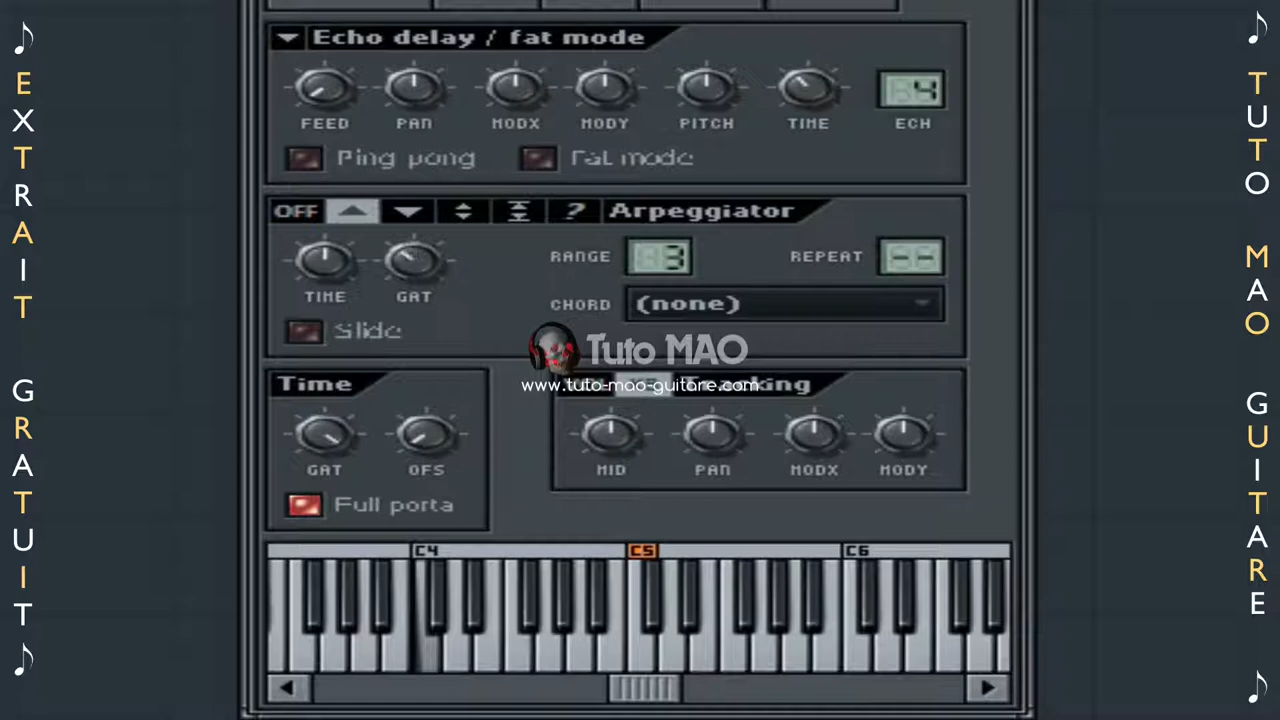 EXTRAIT GRATUIT
Echo delay / fat mode
FEED PAN MODX MODY PITCH TIME ECH
4
Ping pong Fat mode
OFF ? Arpeggiator
TIME GAT RANGE 3 REPEAT --
CHORD (none)
Slide
Tuto MAO
www.tuto-mao-guitare.com
Time
GAT OFS
MID PAN MODX MODY
Full porta
C4 C5 C6
TUTO MAO GUITARE